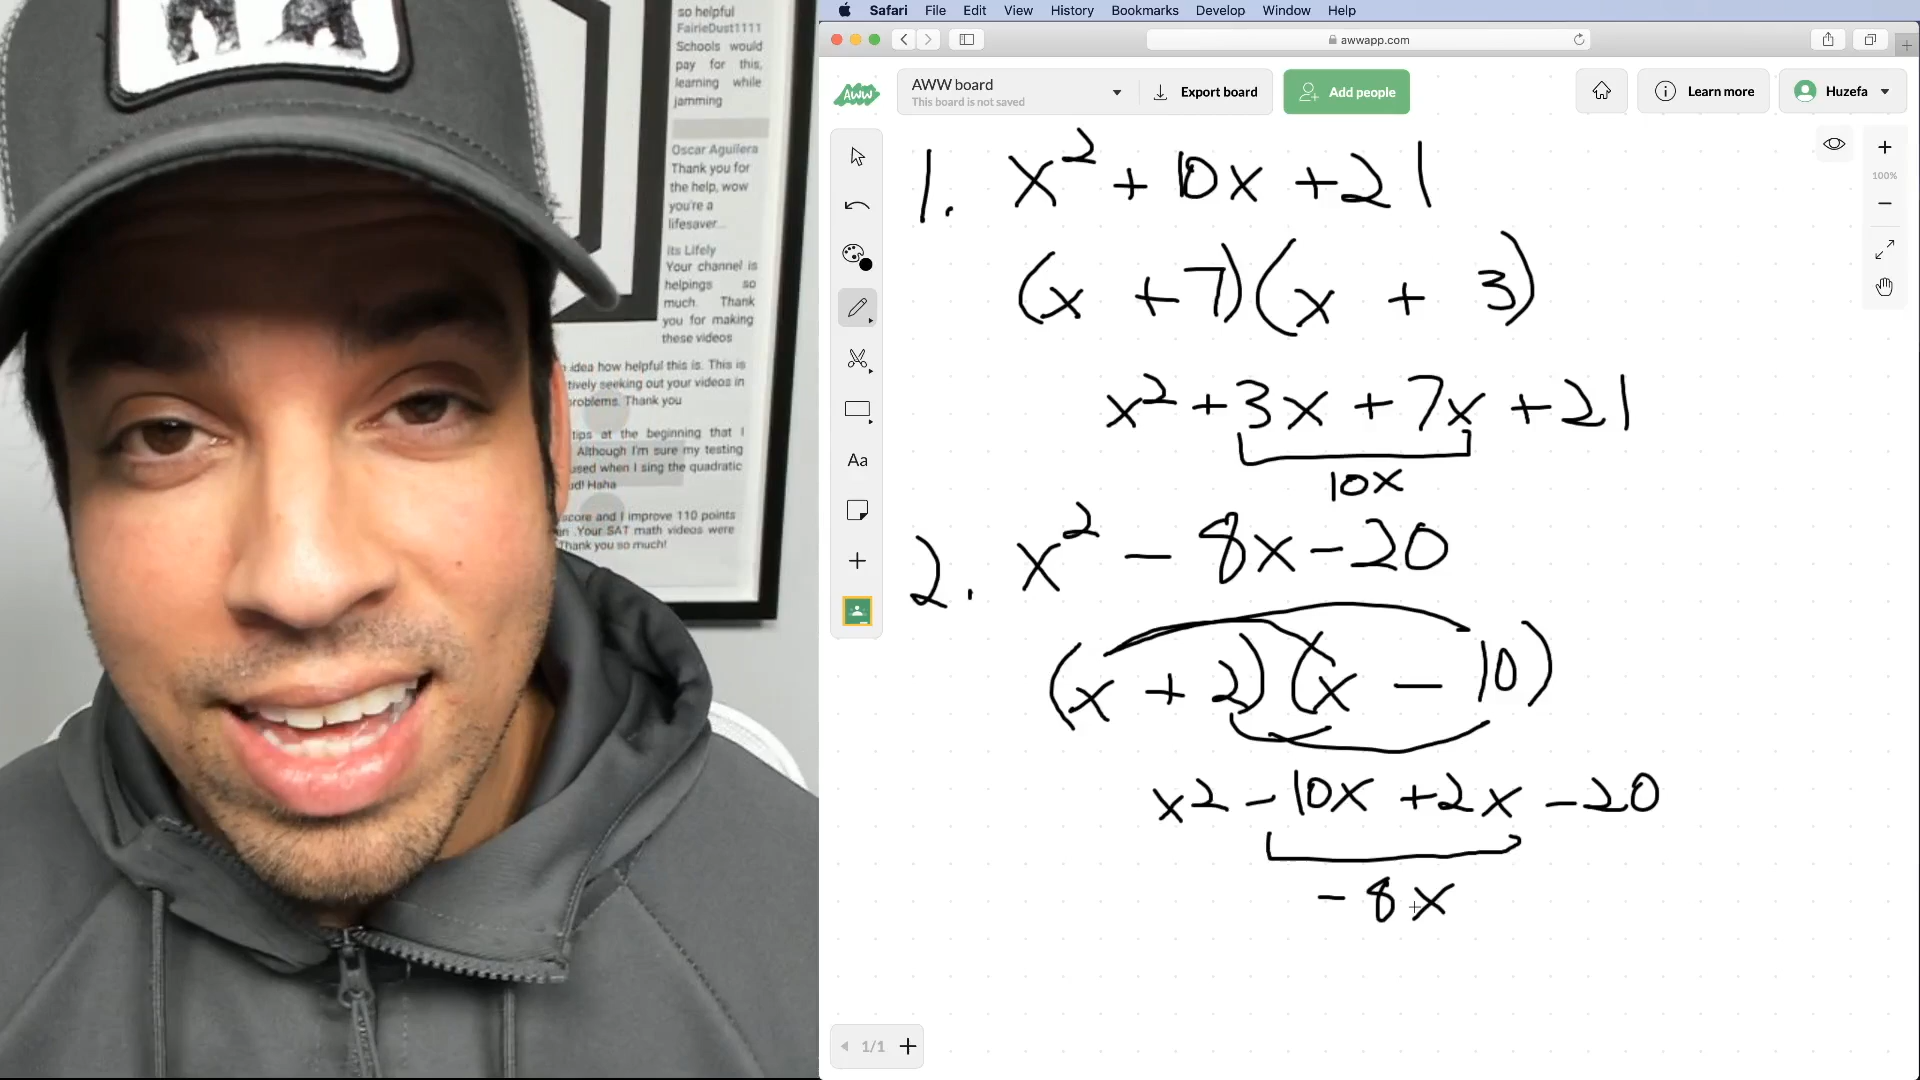 so helpful
FairieDust1111
Schools would
pay for this,
learning while
jamming
Oscar Aguilera
Thank you for
the help, wow
you're a
lifesaver...
Its Lifely
Your channel is
helpings so
much. Thank
you for making
these videos
idea how helpful this is. This is
tively seeking out your videos in
roblems. Thank you
tips at the beginning that I
Although I'm sure my testing
used when I sing the quadratic
ud! Haha
score and I improve 110 points
in .Your SAT math videos were
Thank you so much!
Safari File Edit View History Bookmarks Develop Window Help
awwapp.com
AWW
AWW board
This board is not saved
Export board
Add people
Learn more
Huzefa
100%
Aa
1. x² + 10x + 21
(x + 7)(x + 3)
x² + 3x + 7x + 21
10x
2. x² - 8x - 20
(x + 2)(x - 10)
x2 - 10x + 2x - 20
- 8x
1/1